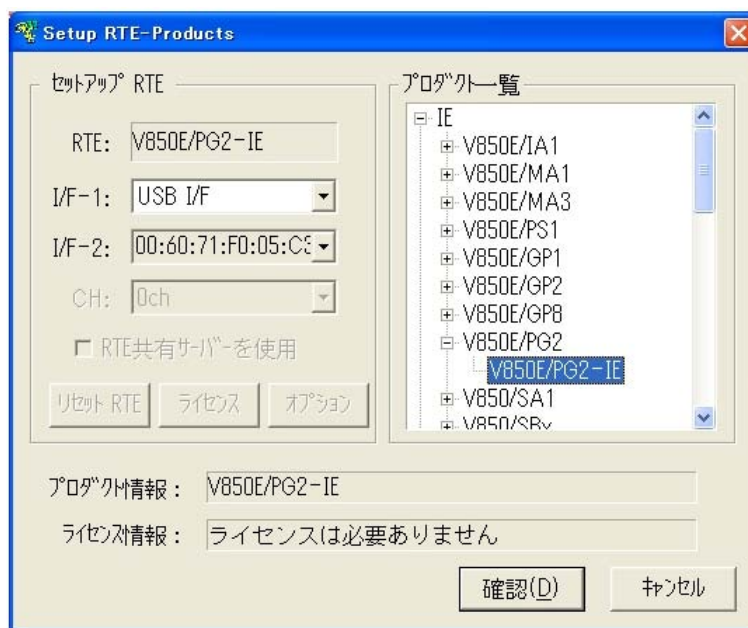 Setup RTE-Products
セットアップ RTE
RTE: V850E/PG2-IE
I/F-1: USB I/F
I/F-2: 00:60:71:F0:05:C3
CH: 0ch
RTE共有サーバーを使用
リセット RTE ライセンス オプション
プロダクト一覧
IE
V850E/IA1
V850E/MA1
V850E/MA3
V850E/PS1
V850E/GP1
V850E/GP2
V850E/GP8
V850E/PG2
V850E/PG2-IE
V850/SA1
V850/SBx
プロダクト情報 : V850E/PG2-IE
ライセンス情報 : ライセンスは必要ありません
確認(D) キャンセル